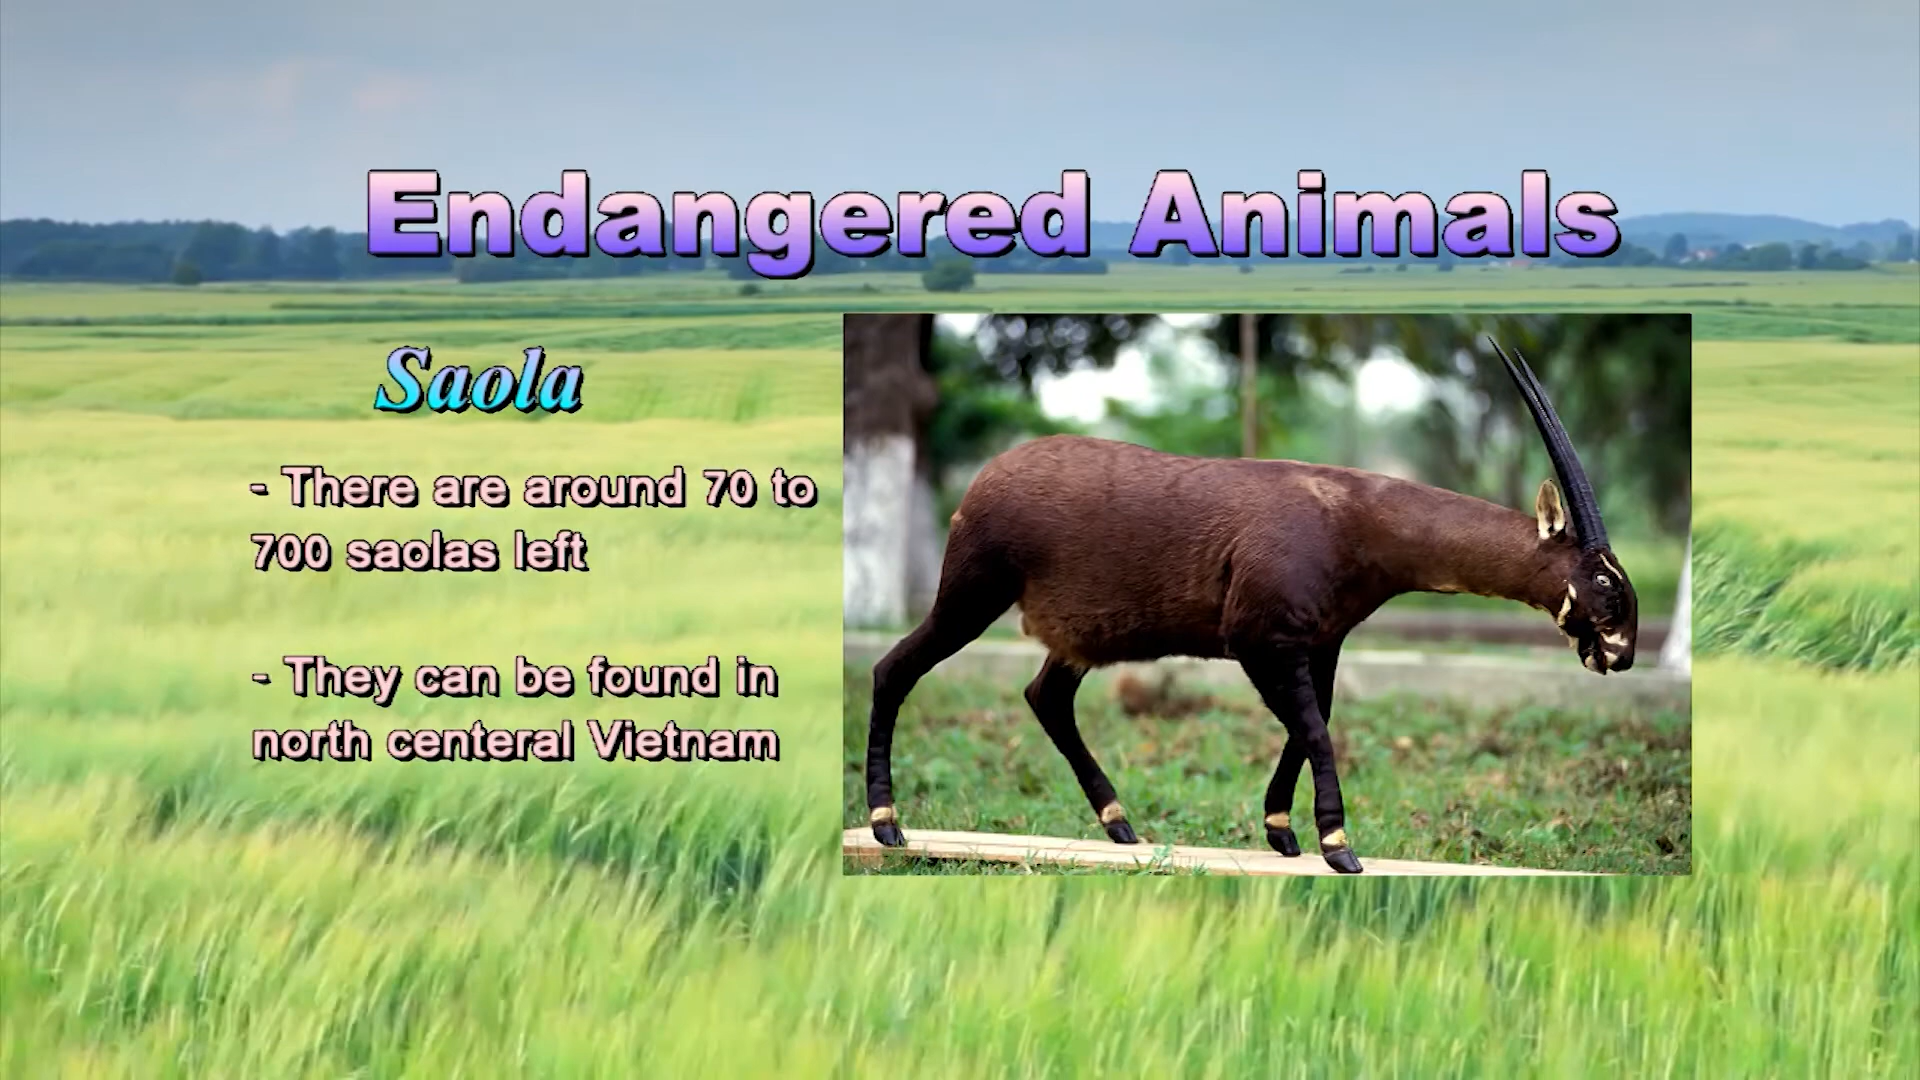 Endangered Animals
Saola
- There are around 70 to
700 saolas left
- They can be found in
north centeral Vietnam